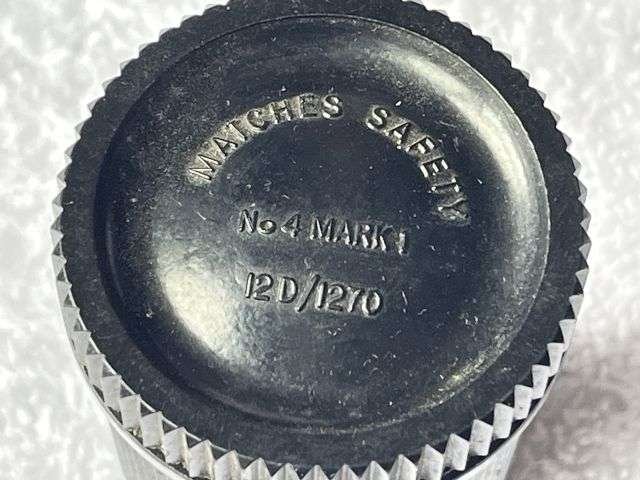 MATCHES SAFETY
No 4 MARK 1
12D/1270